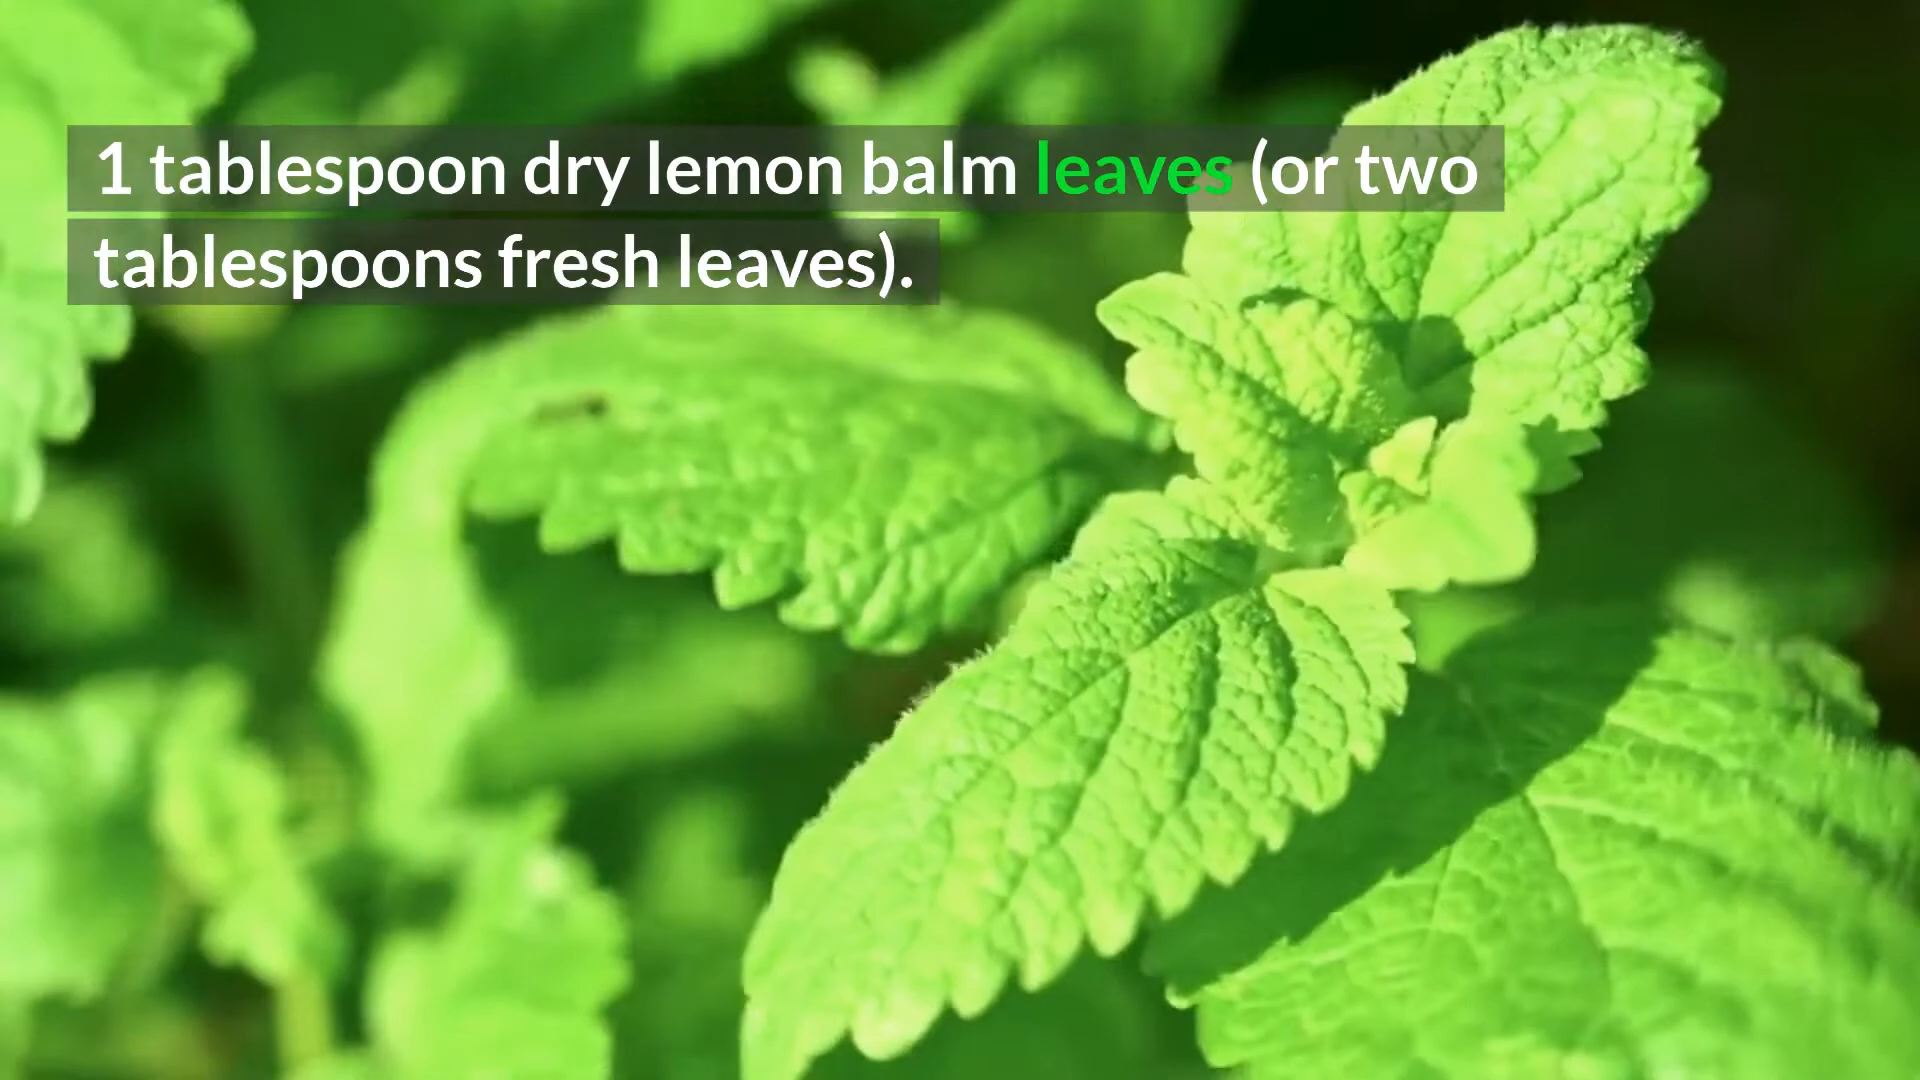 1 tablespoon dry lemon balm leaves (or two
tablespoons fresh leaves).